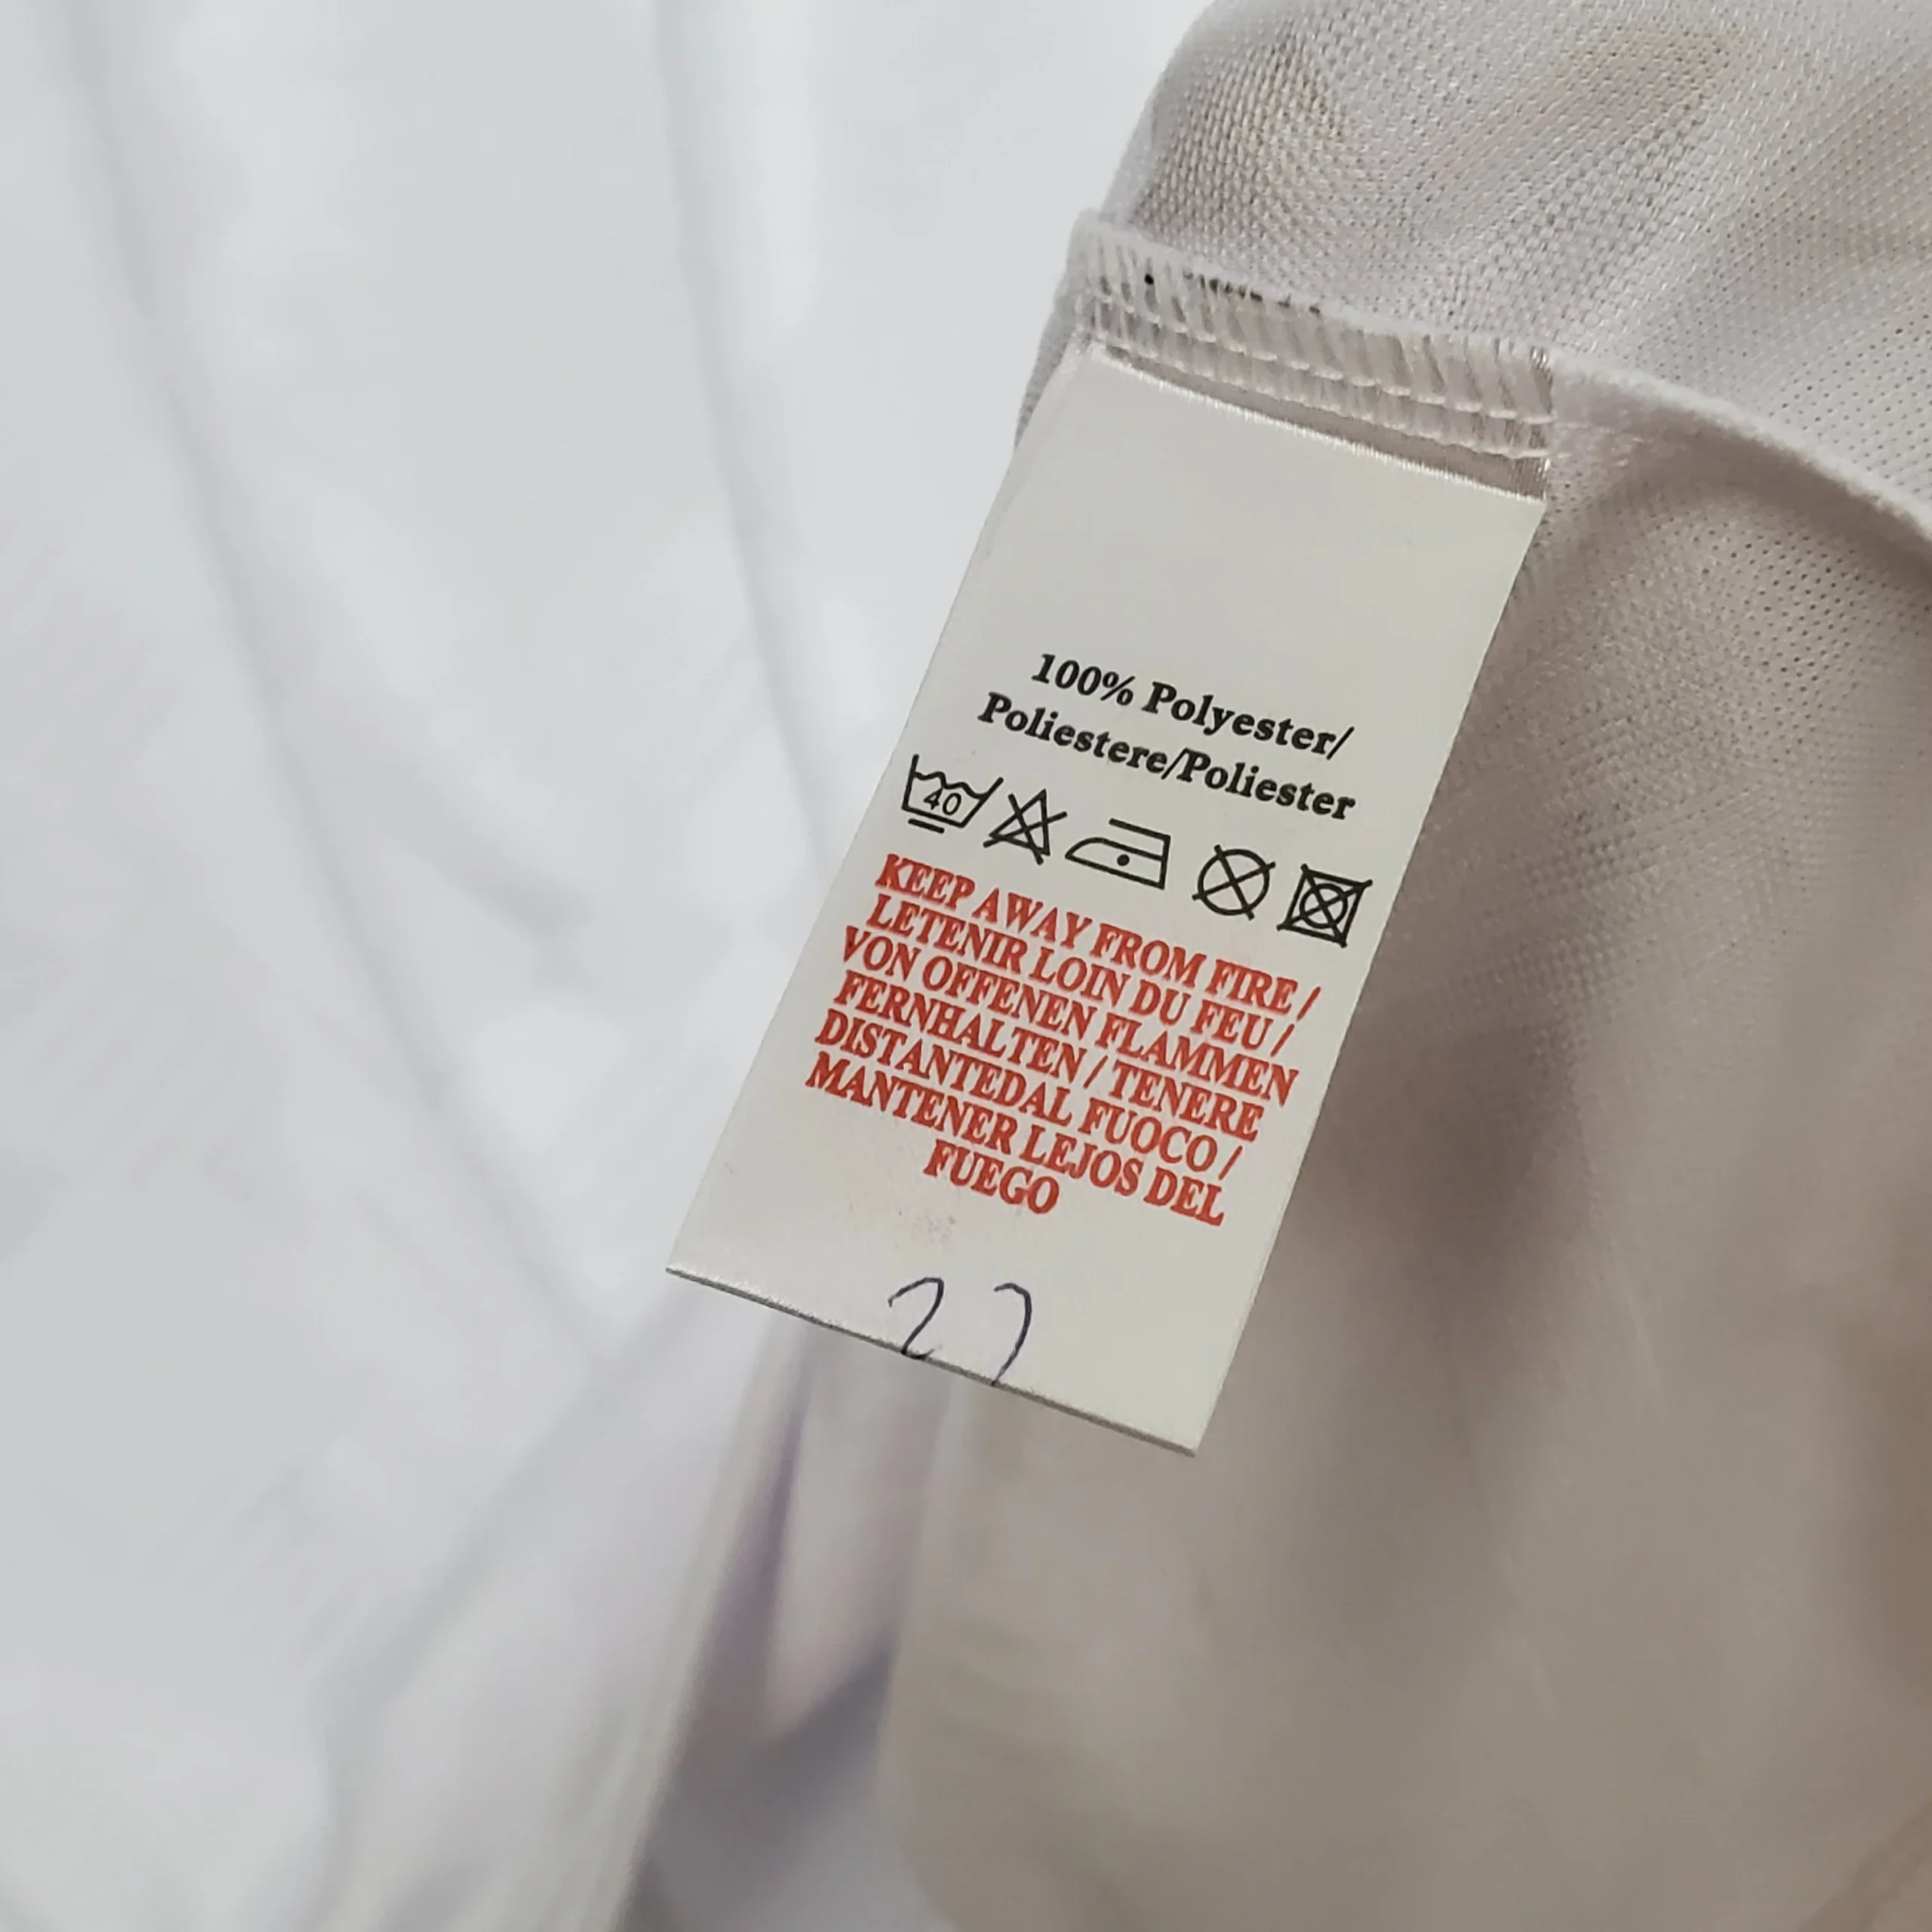 100% Polyester/
Poliestere/Poliester
40
KEEP AWAY FROM FIRE /
LETENIR LOIN DU FEU /
VON OFFENEN FLAMMEN
FERNHALTEN / TENERE
DISTANTEDAL FUOCO /
MANTENER LEJOS DEL
FUEGO